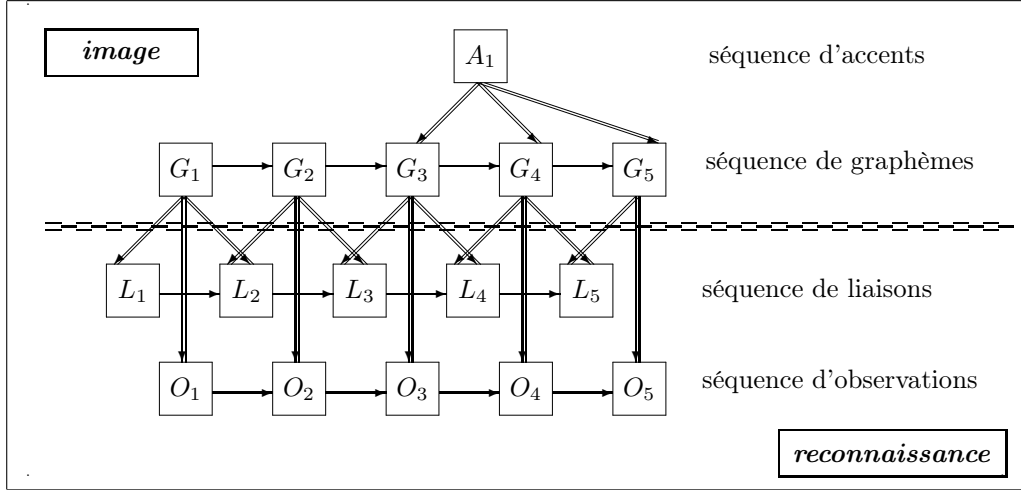 image
A1 séquence d'accents
G1 G2 G3 G4 G5 séquence de graphèmes
L1 L2 L3 L4 L5 séquence de liaisons
O1 O2 O3 O4 O5 séquence d'observations
reconnaissance